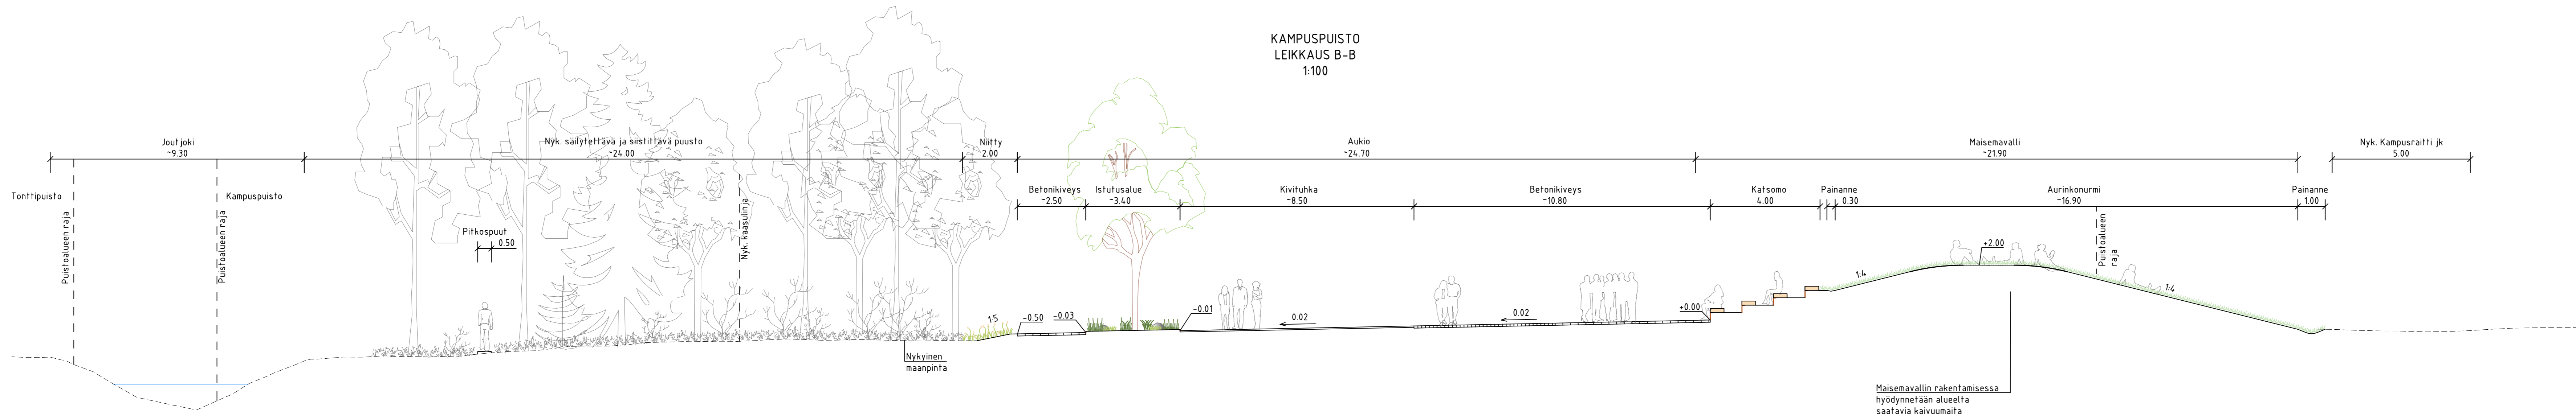 KAMPUSPUISTO
LEIKKAUS B-B
1:100
Joutjoki
~9.30
Nyk. säilytettävä ja siistittävä puusto
~24.00
Niitty
2.00
Aukio
~24.70
Maisemavalli
~21.90
Nyk. Kampusraitti jk
5.00
Tonttipuisto
Puistoalueen raja
Puistoalueen raja
Kampuspuisto
Pitkospuut
0.50
Nyk. kaasulinja
Betonikiveys
~2.50
Istutusalue
~3.40
Kivituhka
~8.50
Betonikiveys
~10.80
Katsomo
4.00
Painanne
0.30
Aurinkonurmi
~16.90
Painanne
1.00
Puistoalueen
raja
1:5
-0.50
-0.03
-0.01
0.02
0.02
+0.00
1:4
+2.00
1:4
Nykyinen
maanpinta
Maisemavallin rakentamisessa
hyödynnetään alueelta
saatavia kaivuumaita